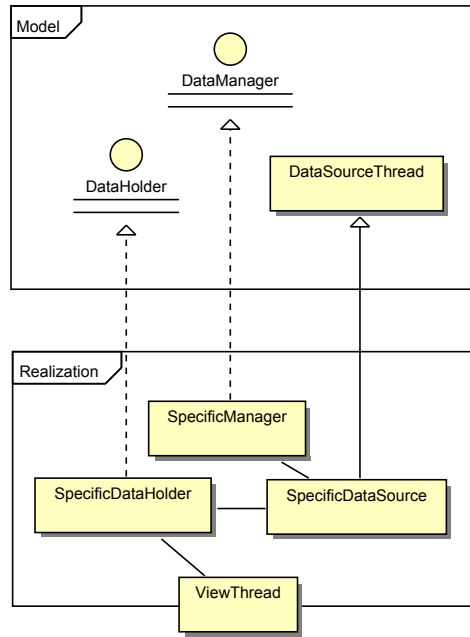 Model
DataManager
DataHolder
DataSourceThread
Realization
SpecificManager
SpecificDataHolder
SpecificDataSource
ViewThread